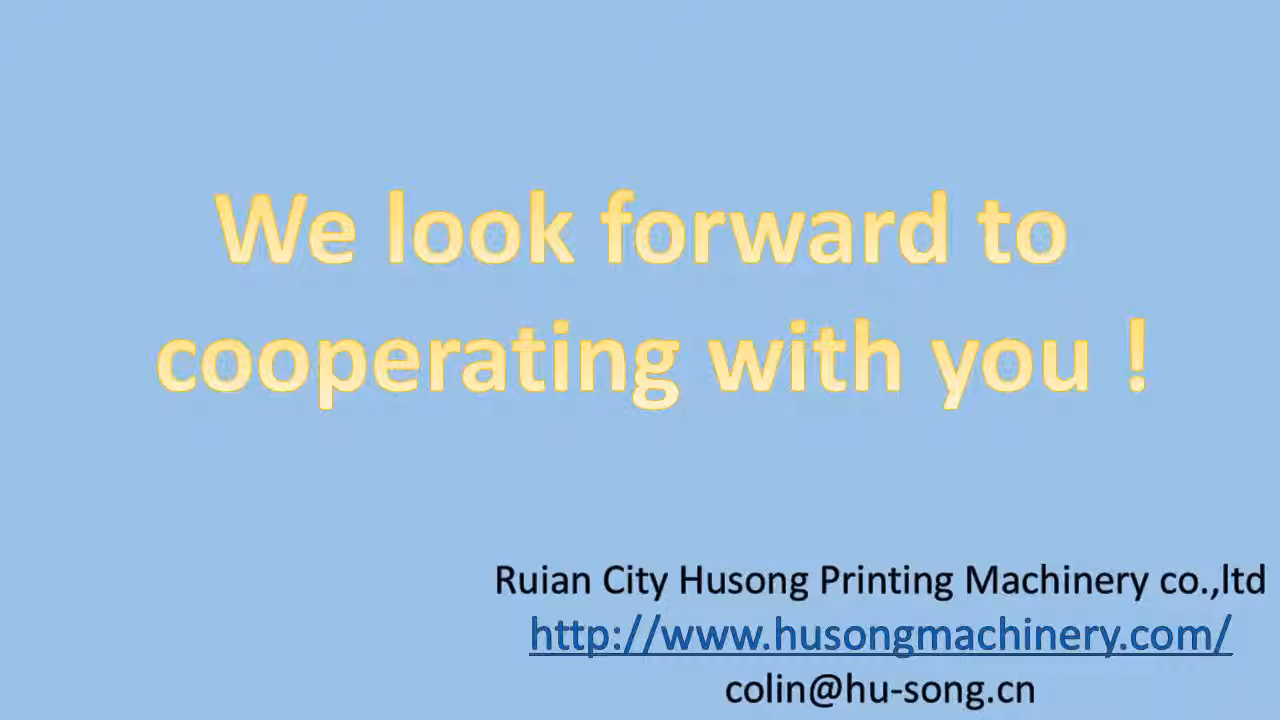 We look forward to
cooperating with you !
Ruian City Husong Printing Machinery co.,ltd
http://www.husongmachinery.com/
colin@hu-song.cn